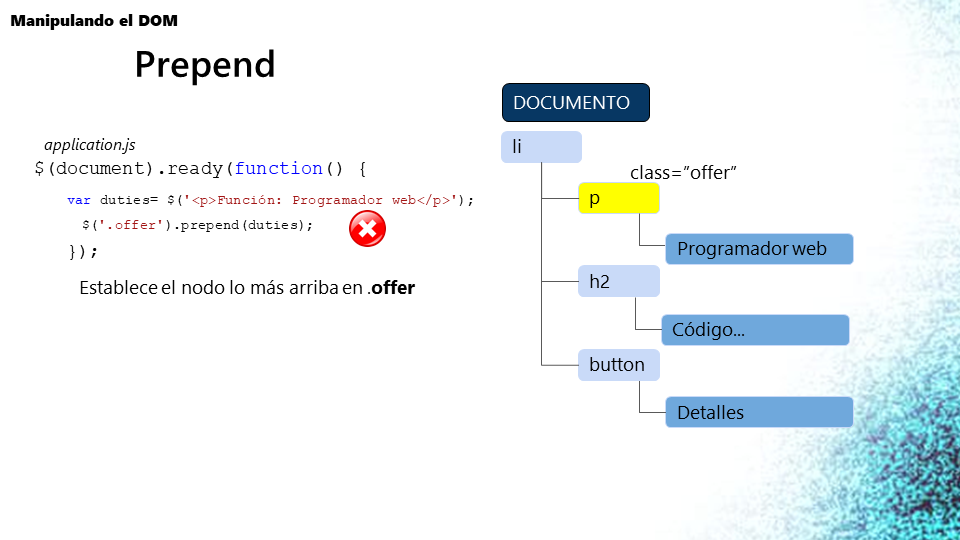 Manipulando el DOM
Prepend
application.js
$(document).ready(function() {
var duties= $('<p>Función: Programador web</p>');
$('.offer').prepend(duties);
});
Establece el nodo lo más arriba en .offer
DOCUMENTO
li
class=”offer”
p
Programador web
h2
Código...
button
Detalles